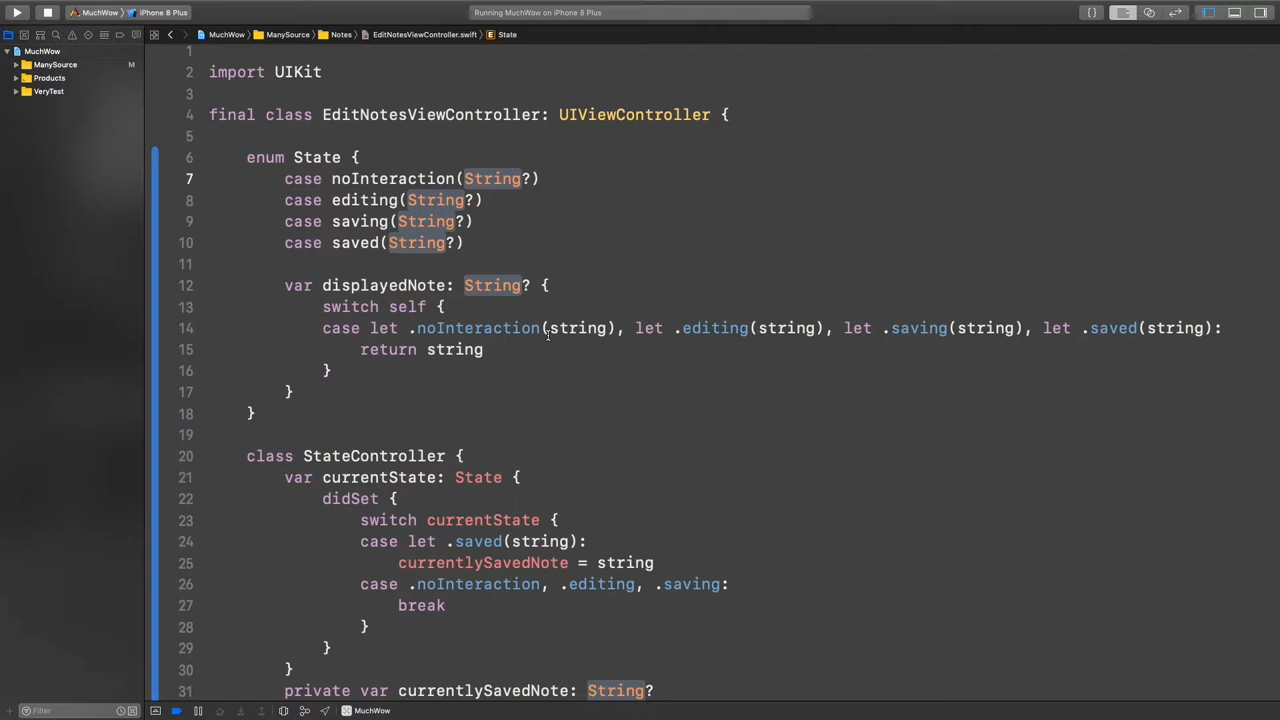 MuchWow iPhone 8 Plus Running MuchWow on iPhone 8 Plus
MuchWow ManySource Notes EditNotesViewController.swift E State
MuchWow
ManySource M
Products
VeryTest
1
2 import UIKit
3
4 final class EditNotesViewController: UIViewController {
5
6 enum State {
7 case noInteraction(String?)
8 case editing(String?)
9 case saving(String?)
10 case saved(String?)
11
12 var displayedNote: String? {
13 switch self {
14 case let .noInteraction(string), let .editing(string), let .saving(string), let .saved(string):
15 return string
16 }
17 }
18 }
19
20 class StateController {
21 var currentState: State {
22 didSet {
23 switch currentState {
24 case let .saved(string):
25 currentlySavedNote = string
26 case .noInteraction, .editing, .saving:
27 break
28 }
29 }
30 }
31 private var currentlySavedNote: String?
Filter MuchWow